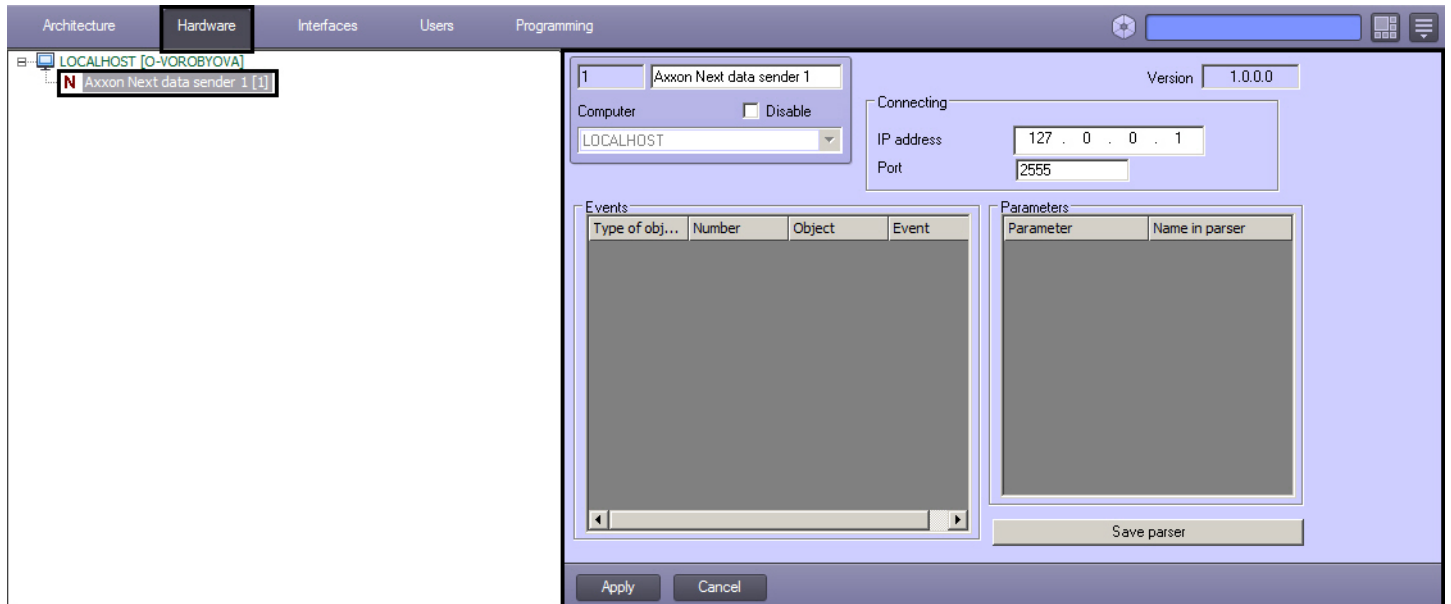 Architecture Hardware Interfaces Users Programming
LOCALHOST [O-VOROBYOVA]
N Axxon Next data sender 1 [1]
1 Axxon Next data sender 1
Version 1.0.0.0
Computer Disable
LOCALHOST
Connecting
IP address 127 . 0 . 0 . 1
Port 2555
Events
Type of obj... Number Object Event
Parameters
Parameter Name in parser
Save parser
Apply Cancel